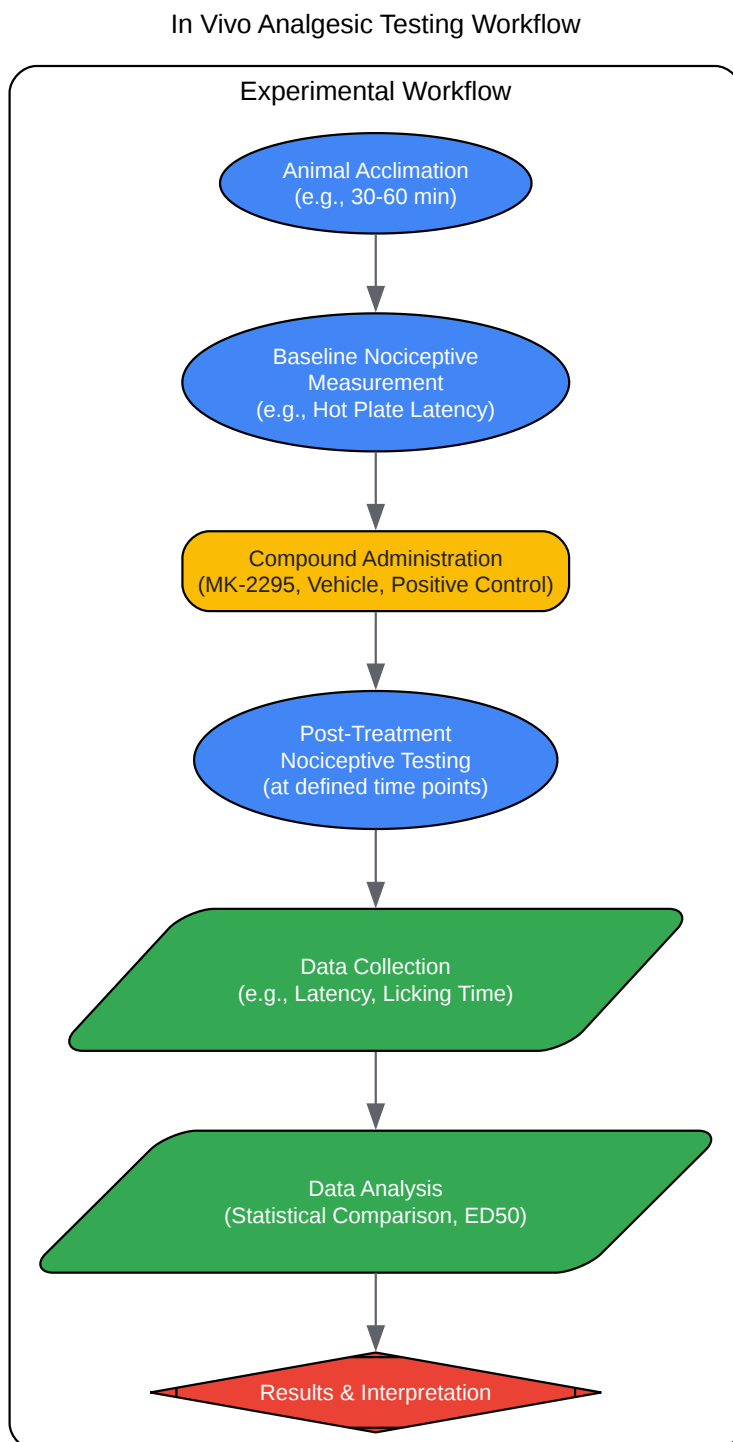 In Vivo Analgesic Testing Workflow
Experimental Workflow
Animal Acclimation
(e.g., 30-60 min)
Baseline Nociceptive
Measurement
(e.g., Hot Plate Latency)
Compound Administration
(MK-2295, Vehicle, Positive Control)
Post-Treatment
Nociceptive Testing
(at defined time points)
Data Collection
(e.g., Latency, Licking Time)
Data Analysis
(Statistical Comparison, ED50)
Results & Interpretation